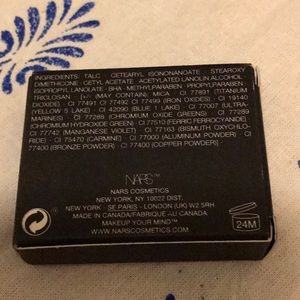 INGREDIENTS: TALC · CETEARYL ISONONANOATE · STEAROXY
DIMETHICONE · CETYL ACETATE · ACETYLATED LANOLIN ALCOHOL
ISOPROPYL LANOLATE · BHA · METHYLPARABEN · PROPYLPARABEN
TRICLOSAN · [+/- (MAY CONTAIN): MICA · CI 77891 (TITANIUM
DIOXIDE) · CI 77491 CI 77492 CI 77499 (IRON OXIDES) · CI 19140
(YELLOW 5 LAKE) · CI 42090 (BLUE 1 LAKE) · CI 77007 (ULTRA-
MARINES) · CI 77288 (CHROMIUM OXIDE GREENS) · CI 77289
(CHROMIUM HYDROXIDE GREEN) · CI 77510 (FERRIC FERROCYANIDE)
CI 77742 (MANGANESE VIOLET) · CI 77163 (BISMUTH OXYCHLO-
RIDE) · CI 75470 (CARMINE) · CI 77000 (ALUMINUM POWDER) · CI
77400 (BRONZE POWDER) · CI 77400 (COPPER POWDER)]
NARS™
NARS COSMETICS
NEW YORK, NY 10022 DIST.
NEW YORK - SE PARIS - LONDON (UK) W2 5RH
MADE IN CANADA/FABRIQUÉ AU CANADA
MAKEUP YOUR MIND™
WWW.NARSCOSMETICS.COM
24M